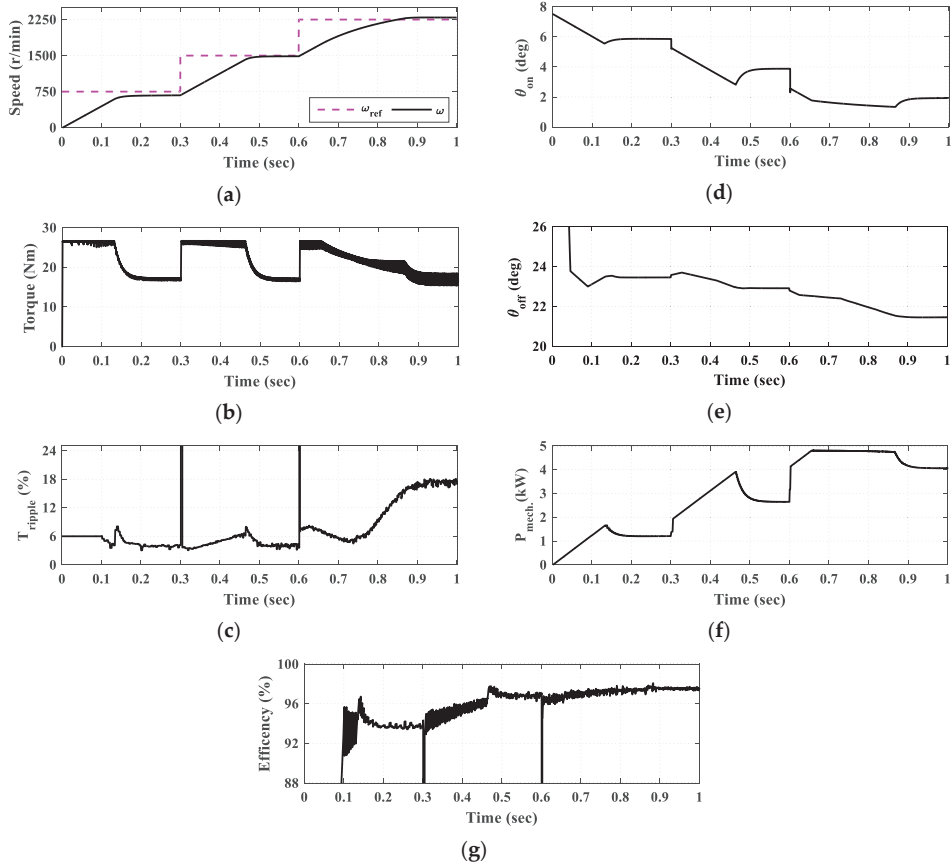 2250
1500
750
0
Speed (r/min)
ω_ref
ω
0 0.1 0.2 0.3 0.4 0.5 0.6 0.7 0.8 0.9 1
Time (sec)
(a)
8
6
4
2
0
θ_on (deg)
0 0.1 0.2 0.3 0.4 0.5 0.6 0.7 0.8 0.9 1
Time (sec)
(d)
30
20
10
0
Torque (Nm)
0 0.1 0.2 0.3 0.4 0.5 0.6 0.7 0.8 0.9 1
Time (sec)
(b)
26
24
22
20
θ_off (deg)
0 0.1 0.2 0.3 0.4 0.5 0.6 0.7 0.8 0.9 1
Time (sec)
(e)
24
18
12
6
0
T_ripple (%)
0 0.1 0.2 0.3 0.4 0.5 0.6 0.7 0.8 0.9 1
Time (sec)
(c)
5
4
3
2
1
0
P_mech. (kW)
0 0.1 0.2 0.3 0.4 0.5 0.6 0.7 0.8 0.9 1
Time (sec)
(f)
100
96
92
88
Efficency (%)
0 0.1 0.2 0.3 0.4 0.5 0.6 0.7 0.8 0.9 1
Time (sec)
(g)